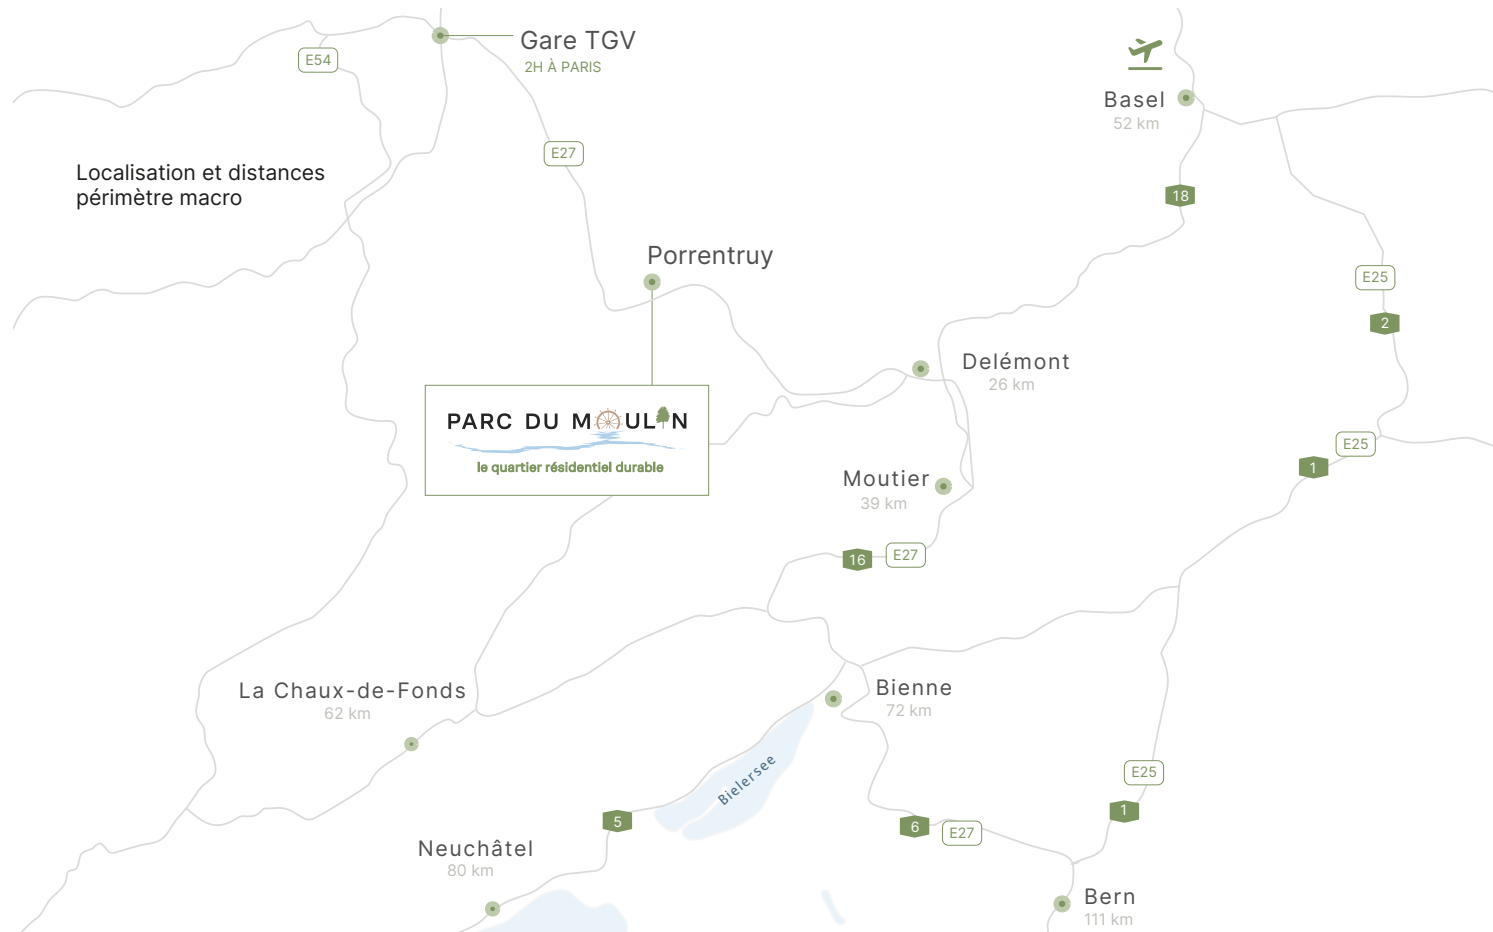 Gare TGV
2H À PARIS
E54
Basel
52 km
E27
Localisation et distances
périmètre macro
18
Porrentruy
E25
2
Delémont
26 km
PARC DU MOULIN
le quartier résidentiel durable
E25
1
Moutier
39 km
16
E27
La Chaux-de-Fonds
62 km
Bienne
72 km
Bielersee
E25
1
5
6
E27
Neuchâtel
80 km
Bern
111 km